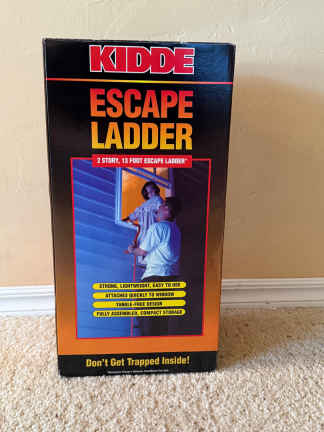 KIDDE
ESCAPE
LADDER
2 STORY, 13 FOOT ESCAPE LADDER*
STRONG, LIGHTWEIGHT, EASY TO USE
ATTACHES QUICKLY TO WINDOW
TANGLE-FREE DESIGN
FULLY ASSEMBLED, COMPACT STORAGE
Don't Get Trapped Inside!